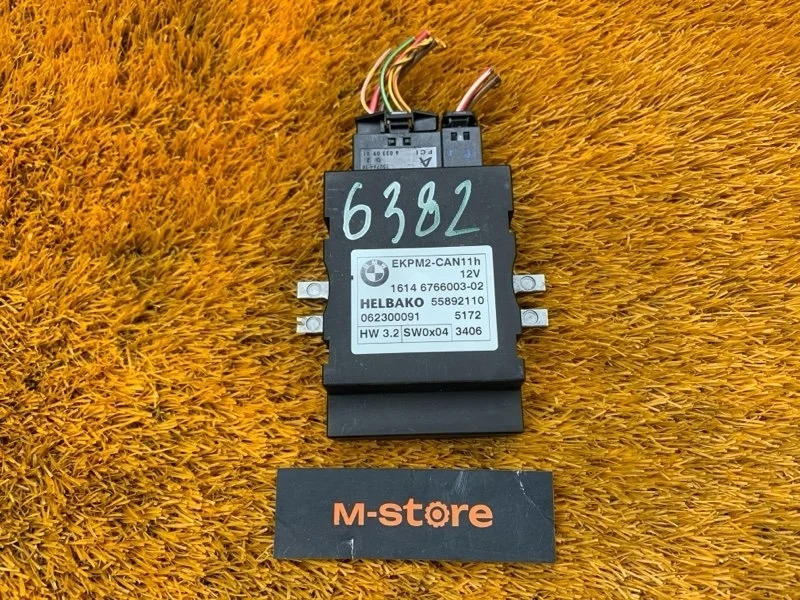 6382
EKPM2-CAN11h
12V
1614 6766003-02
HELBAKO 55892110
062300091 5172
HW 3.2 SW0x04 3406
M-store